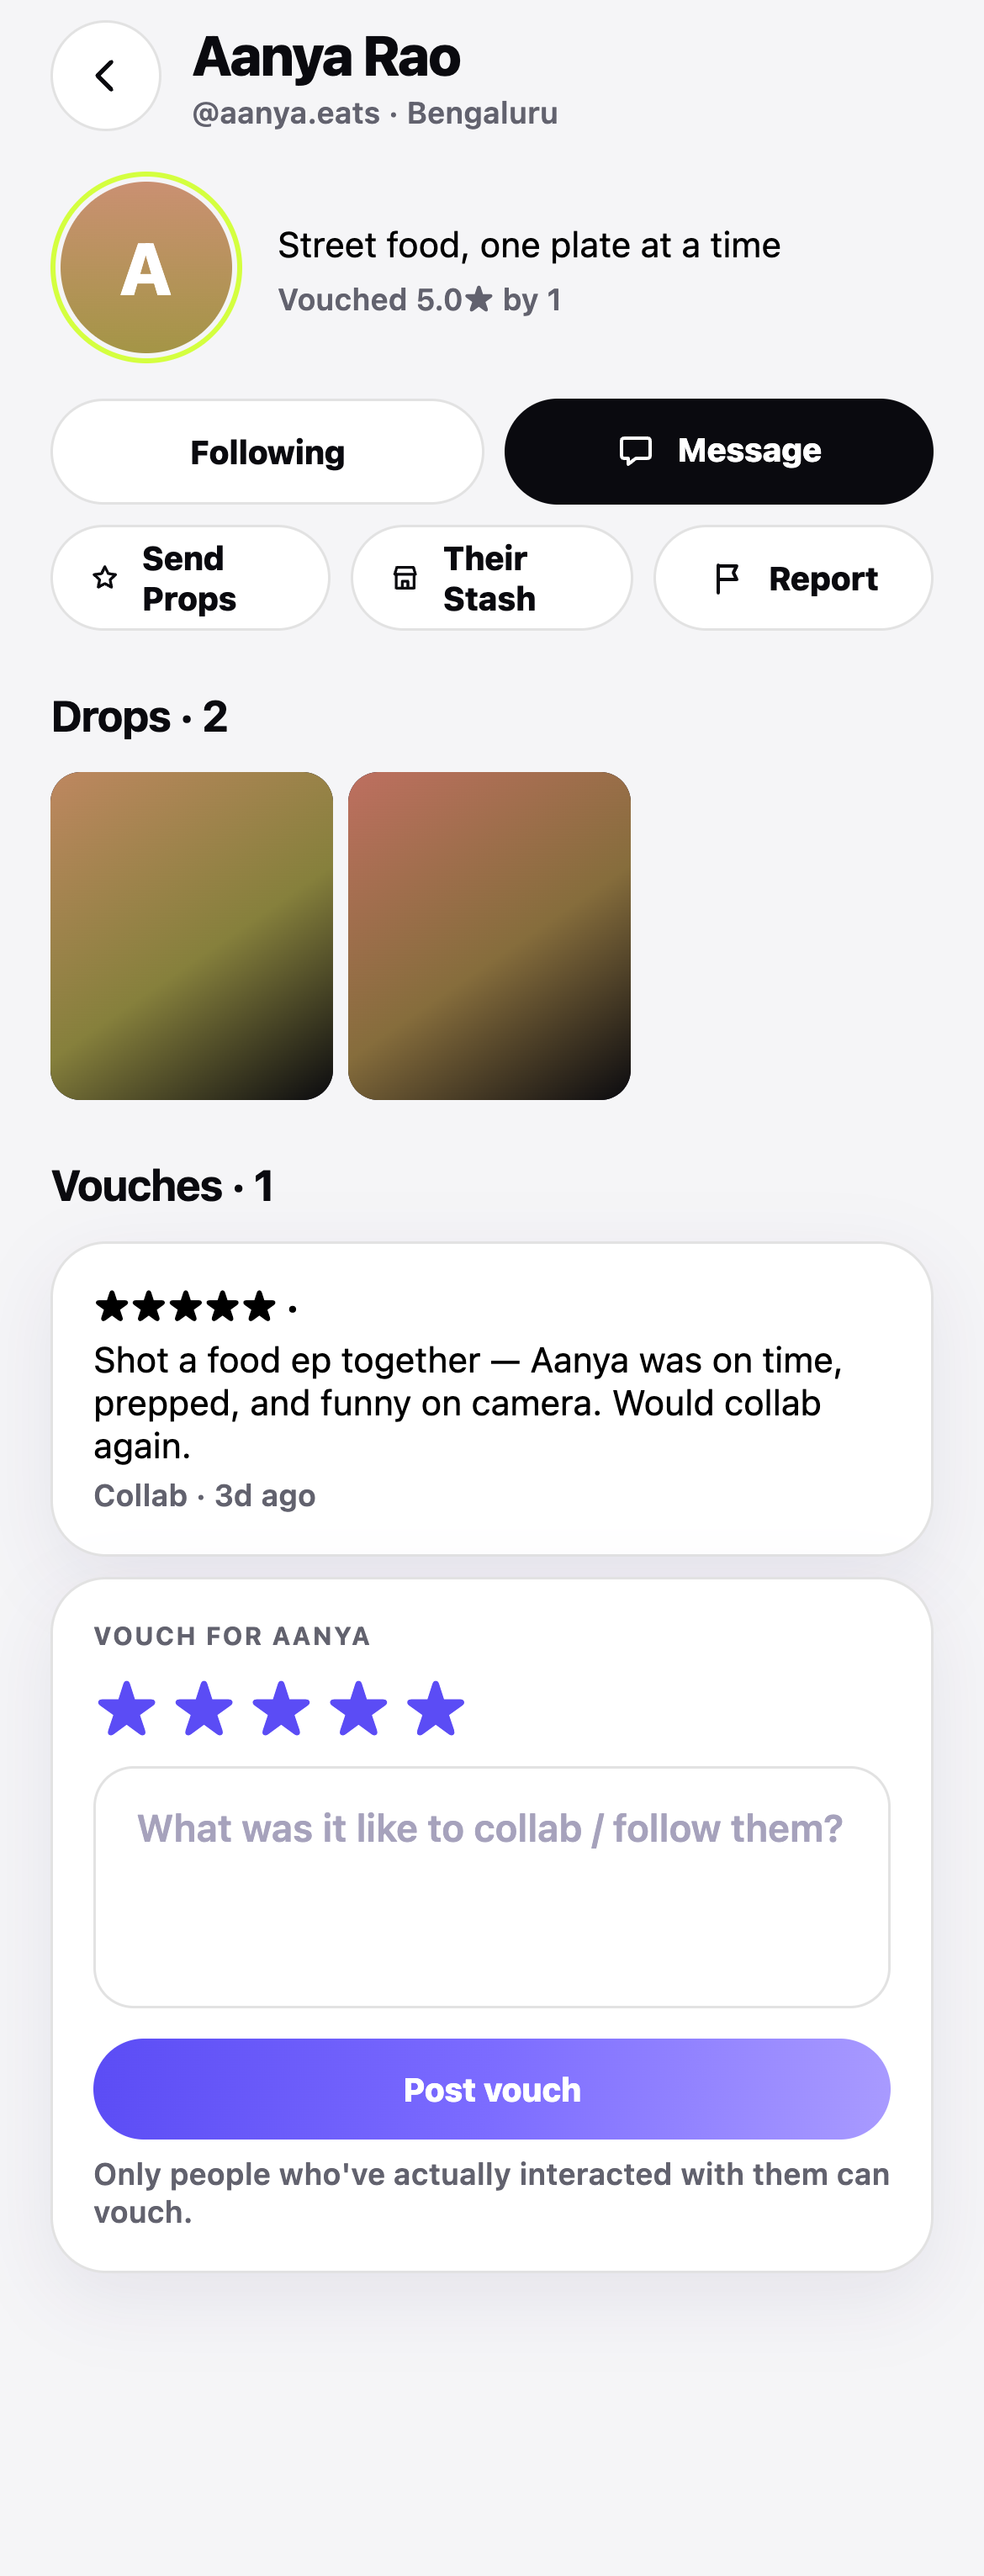 Aanya Rao
@aanya.eats · Bengaluru
A
Street food, one plate at a time
Vouched 5.0★ by 1
Following
Message
Send
Props
Their
Stash
Report
Drops · 2
Vouches · 1
★★★★★ ·
Shot a food ep together — Aanya was on time,
prepped, and funny on camera. Would collab
again.
Collab · 3d ago
VOUCH FOR AANYA
★ ★ ★ ★ ★
What was it like to collab / follow them?
Post vouch
Only people who've actually interacted with them can
vouch.